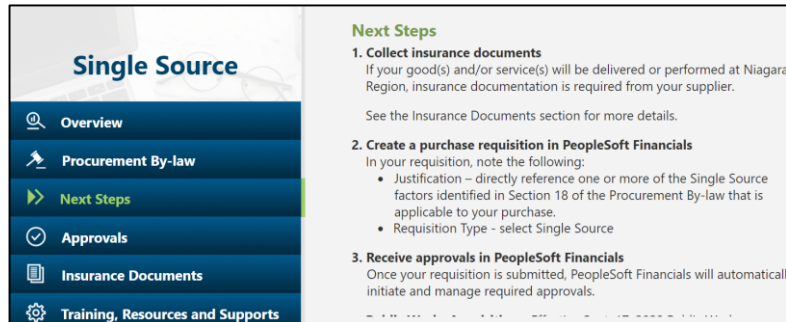 Single Source
Overview
Procurement By-law
Next Steps
Approvals
Insurance Documents
Training, Resources and Supports
Next Steps
1. Collect insurance documents
If your good(s) and/or service(s) will be delivered or performed at Niagara
Region, insurance documentation is required from your supplier.
See the Insurance Documents section for more details.
2. Create a purchase requisition in PeopleSoft Financials
In your requisition, note the following:
• Justification – directly reference one or more of the Single Source
factors identified in Section 18 of the Procurement By-law that is
applicable to your purchase.
• Requisition Type - select Single Source
3. Receive approvals in PeopleSoft Financials
Once your requisition is submitted, PeopleSoft Financials will automaticall
initiate and manage required approvals.